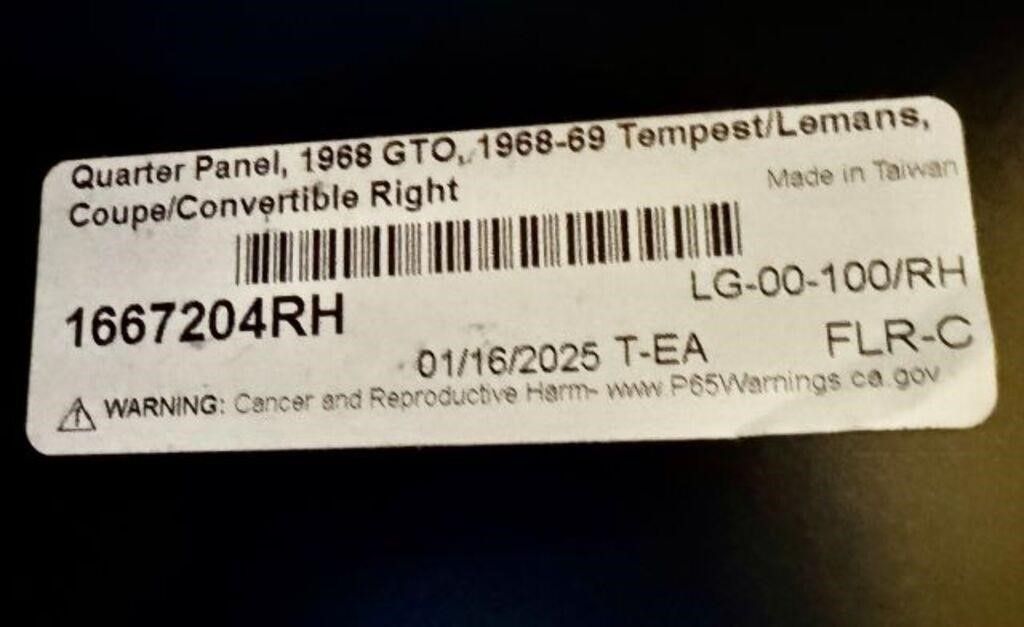 Quarter Panel, 1968 GTO, 1968-69 Tempest/Lemans,
Coupe/Convertible Right
Made in Taiwan
1667204RH
LG-00-100/RH
01/16/2025 T-EA
FLR-C
WARNING: Cancer and Reproductive Harm- www.P65Warnings.ca.gov